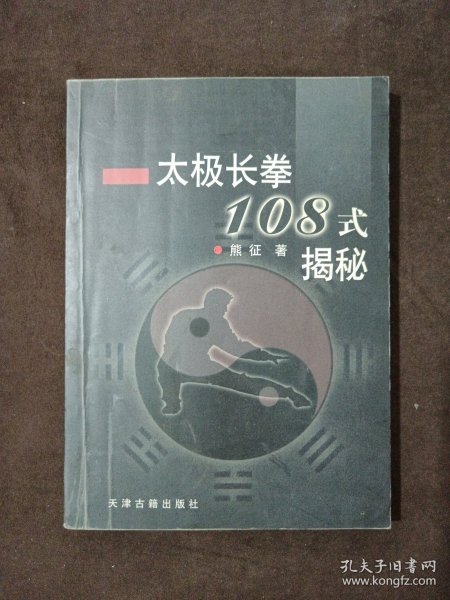 太极长拳
108式
揭秘
熊征 著
天津古籍出版社
孔夫子旧书网
www.kongfz.com